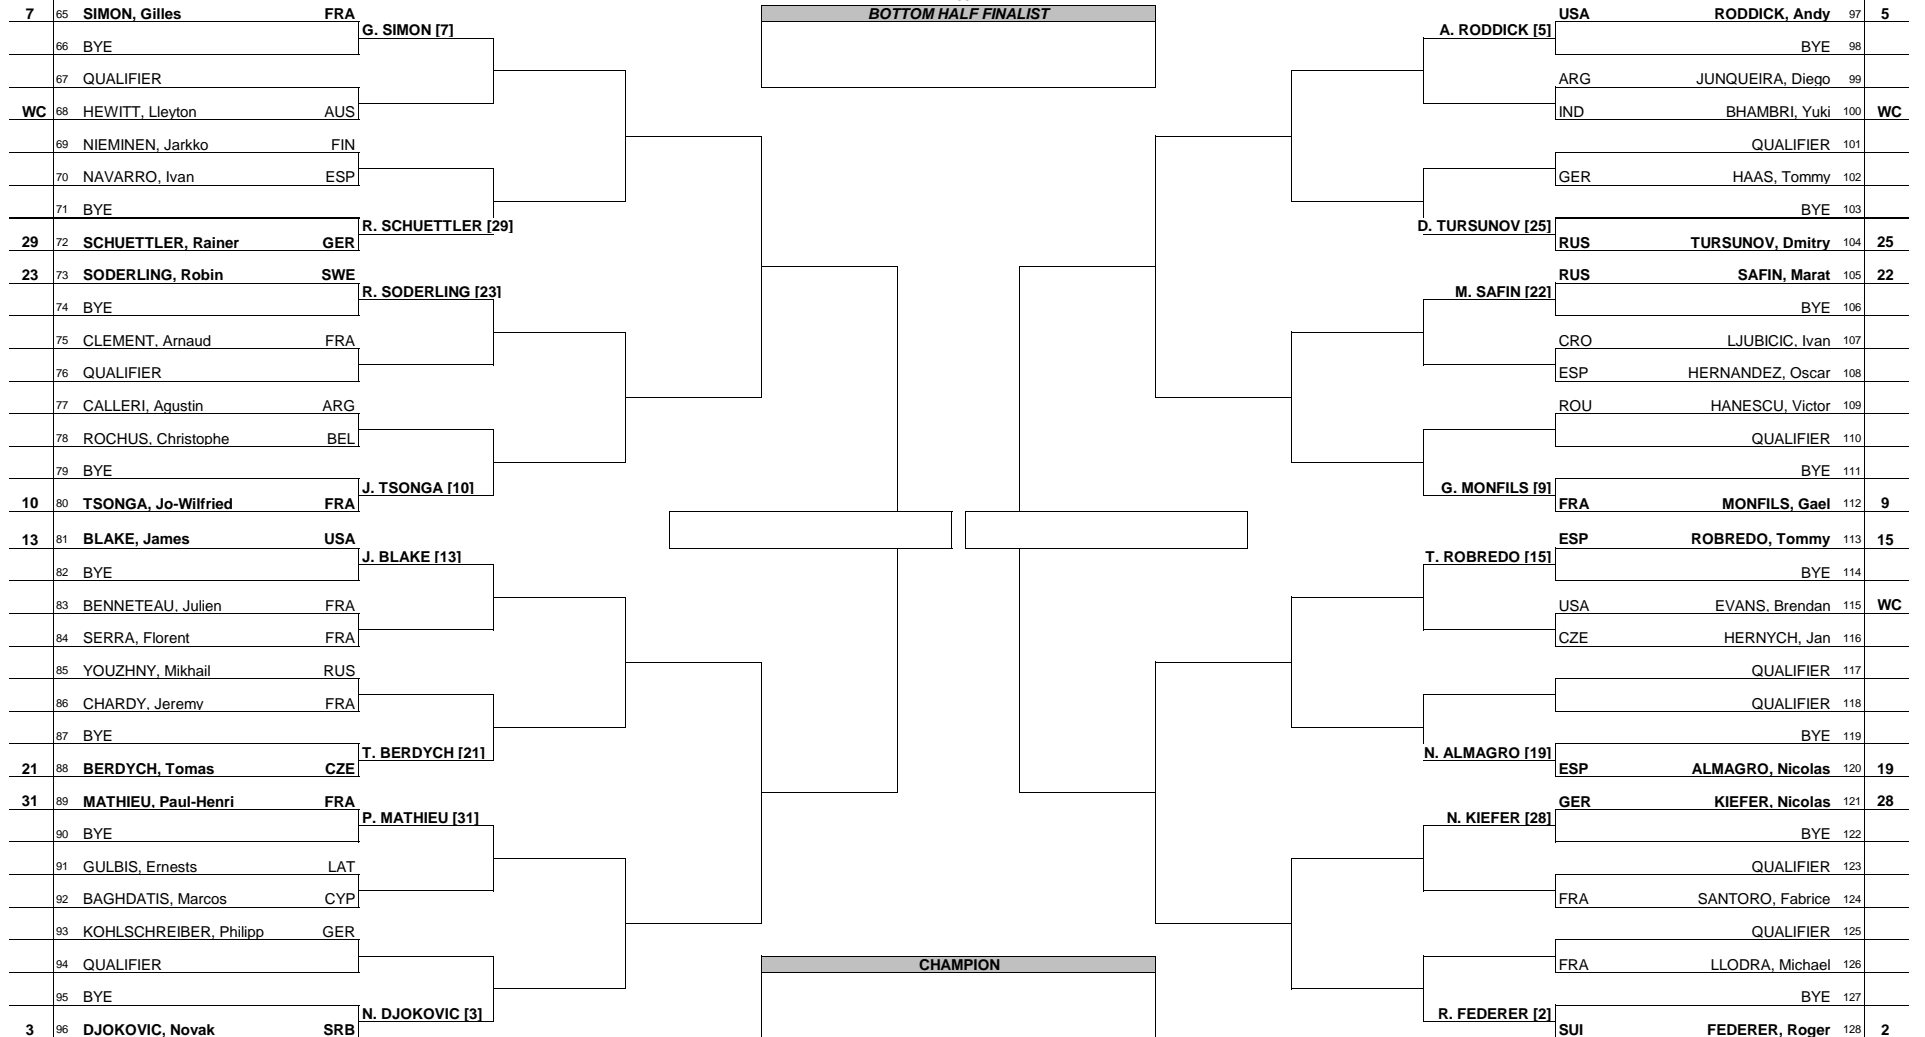 7 65 SIMON, Gilles FRA
G. SIMON [7]
66 BYE
67 QUALIFIER
WC 68 HEWITT, Lleyton AUS
69 NIEMINEN, Jarkko FIN
70 NAVARRO, Ivan ESP
71 BYE
R. SCHUETTLER [29]
29 72 SCHUETTLER, Rainer GER
23 73 SODERLING, Robin SWE
R. SODERLING [23]
74 BYE
75 CLEMENT, Arnaud FRA
76 QUALIFIER
77 CALLERI, Agustin ARG
78 ROCHUS, Christophe BEL
79 BYE
J. TSONGA [10]
10 80 TSONGA, Jo-Wilfried FRA
13 81 BLAKE, James USA
J. BLAKE [13]
82 BYE
83 BENNETEAU, Julien FRA
84 SERRA, Florent FRA
85 YOUZHNY, Mikhail RUS
86 CHARDY, Jeremy FRA
87 BYE
T. BERDYCH [21]
21 88 BERDYCH, Tomas CZE
31 89 MATHIEU, Paul-Henri FRA
P. MATHIEU [31]
90 BYE
91 GULBIS, Ernests LAT
92 BAGHDATIS, Marcos CYP
93 KOHLSCHREIBER, Philipp GER
94 QUALIFIER
95 BYE
N. DJOKOVIC [3]
3 96 DJOKOVIC, Novak SRB
BOTTOM HALF FINALIST
CHAMPION
USA RODDICK, Andy 97 5
A. RODDICK [5]
BYE 98
ARG JUNQUEIRA, Diego 99
IND BHAMBRI, Yuki 100 WC
QUALIFIER 101
GER HAAS, Tommy 102
BYE 103
D. TURSUNOV [25]
RUS TURSUNOV, Dmitry 104 25
RUS SAFIN, Marat 105 22
M. SAFIN [22]
BYE 106
CRO LJUBICIC, Ivan 107
ESP HERNANDEZ, Oscar 108
ROU HANESCU, Victor 109
QUALIFIER 110
BYE 111
G. MONFILS [9]
FRA MONFILS, Gael 112 9
ESP ROBREDO, Tommy 113 15
T. ROBREDO [15]
BYE 114
USA EVANS, Brendan 115 WC
CZE HERNYCH, Jan 116
QUALIFIER 117
QUALIFIER 118
BYE 119
N. ALMAGRO [19]
ESP ALMAGRO, Nicolas 120 19
GER KIEFER, Nicolas 121 28
N. KIEFER [28]
BYE 122
QUALIFIER 123
FRA SANTORO, Fabrice 124
QUALIFIER 125
FRA LLODRA, Michael 126
BYE 127
R. FEDERER [2]
SUI FEDERER, Roger 128 2